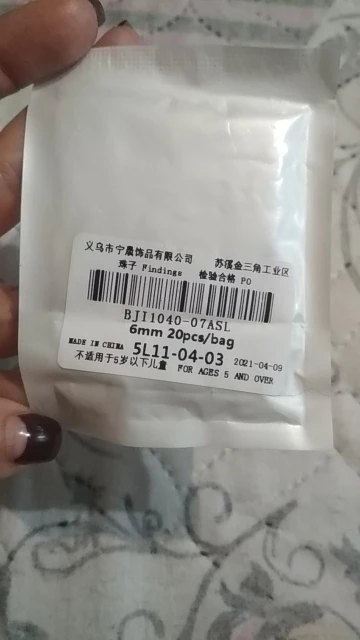 义乌市宁晨饰品有限公司 苏溪金三角工业区
珠子 Findings 检验合格 PO
BJI1040-07ASL
6mm 20pcs/bag
MADE IN CHINA 5L11-04-03 2021-04-09
不适用于5岁以下儿童 FOR AGES 5 AND OVER